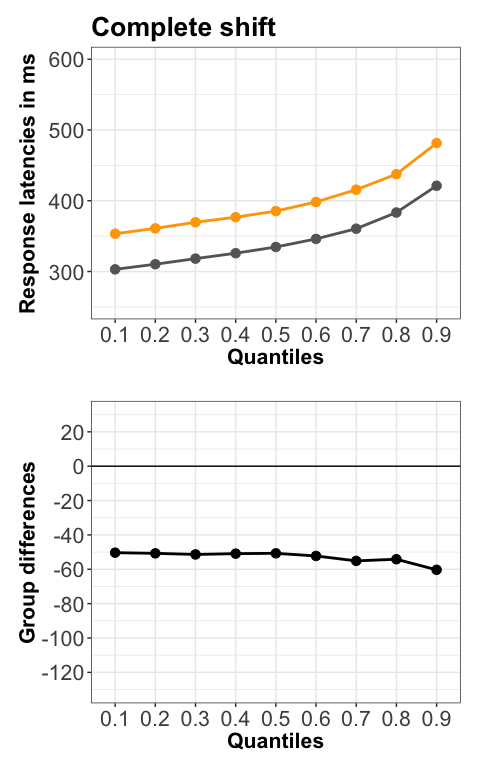 Complete shift
Response latencies in ms
600
500
400
300
0.1 0.2 0.3 0.4 0.5 0.6 0.7 0.8 0.9
Quantiles
Group differences
20
0
-20
-40
-60
-80
-100
-120
0.1 0.2 0.3 0.4 0.5 0.6 0.7 0.8 0.9
Quantiles